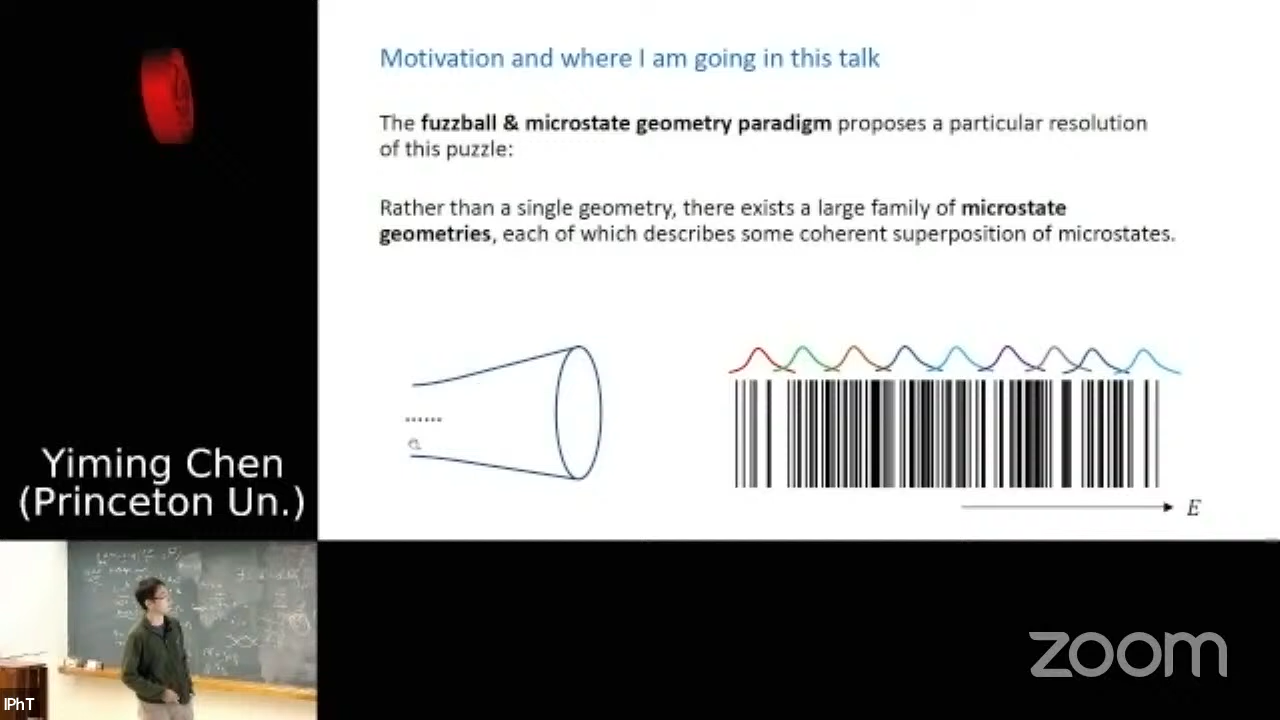 Motivation and where I am going in this talk
The fuzzball & microstate geometry paradigm proposes a particular resolution
of this puzzle:
Rather than a single geometry, there exists a large family of microstate
geometries, each of which describes some coherent superposition of microstates.
E
Yiming Chen
(Princeton Un.)
IPhT
zoom